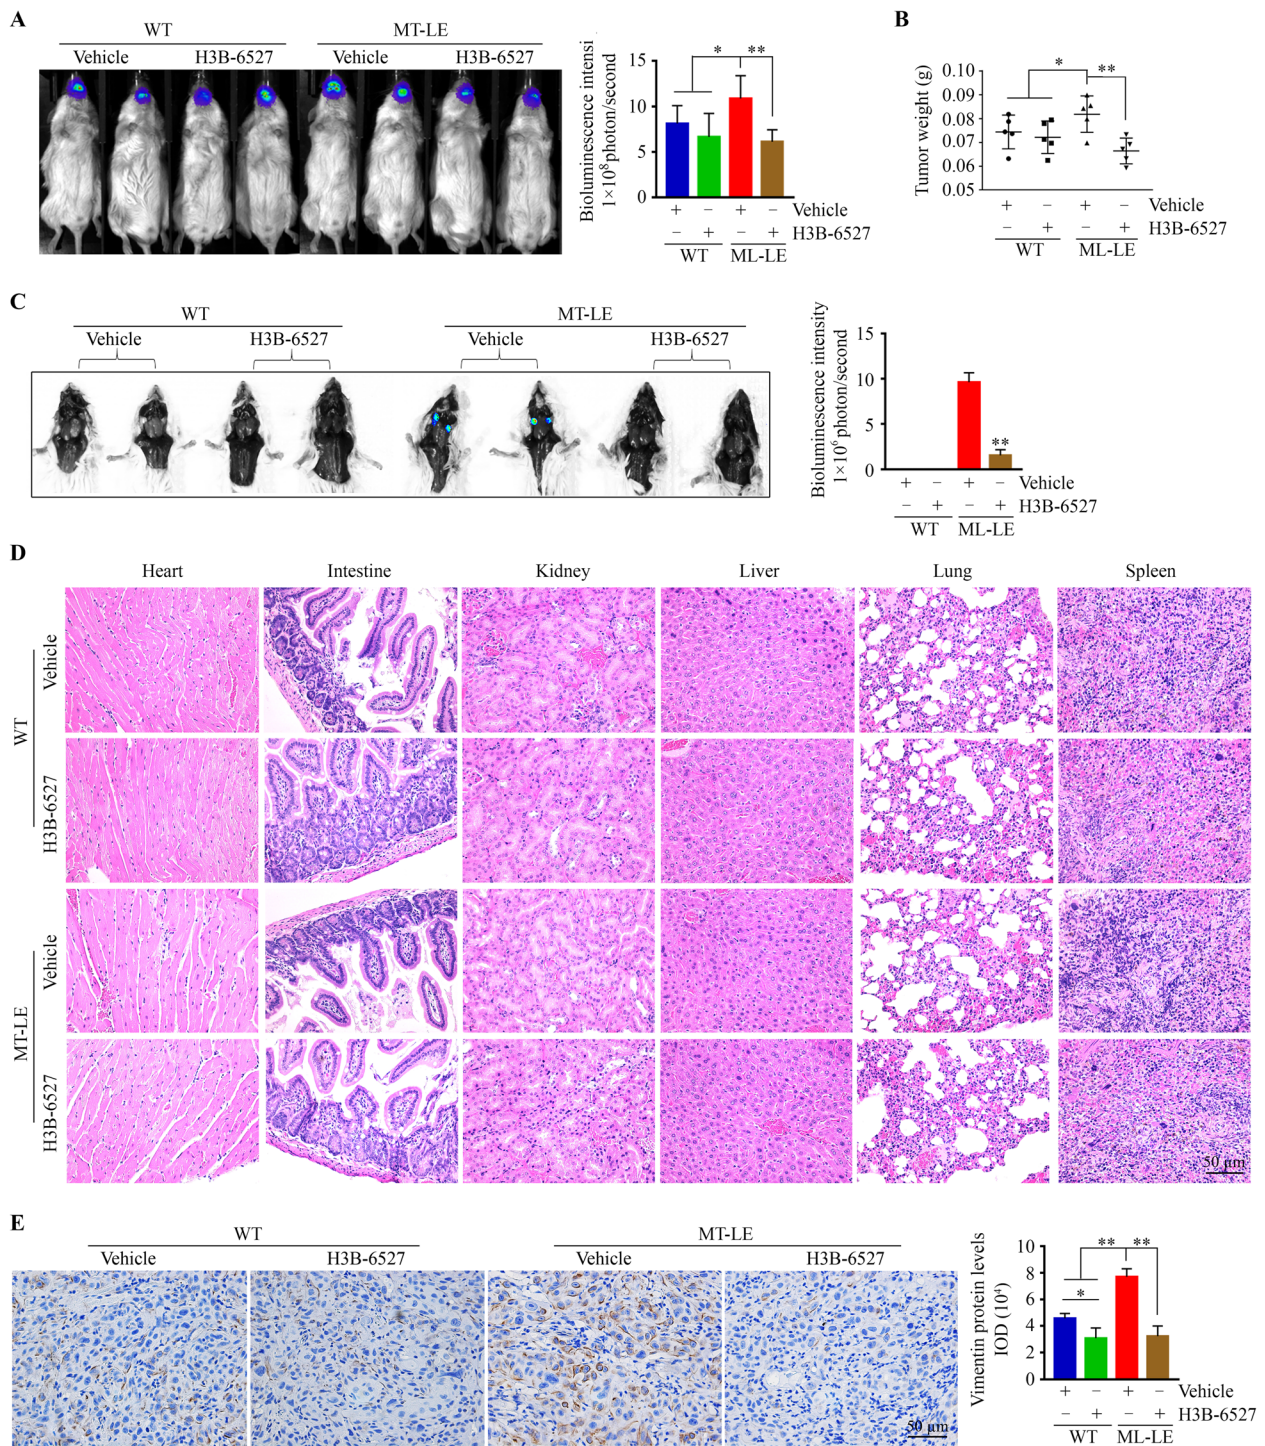 A
WT
MT-LE
Vehicle
H3B-6527
Vehicle
H3B-6527
Bioluminescence intensi
1×10⁸photon/second
15
10
5
0
*
**
+ − + −
Vehicle
− + − +
H3B-6527
WT
ML-LE
B
Tumor weight (g)
0.10
0.09
0.08
0.07
0.06
0.05
*
**
+ − + −
Vehicle
− + − +
H3B-6527
WT
ML-LE
C
WT
MT-LE
Vehicle
H3B-6527
Vehicle
H3B-6527
Bioluminescence intensity
1×10⁶photon/second
15
10
5
0
**
+ − + −
Vehicle
− + − +
H3B-6527
WT
ML-LE
D
Heart
Intestine
Kidney
Liver
Lung
Spleen
WT
Vehicle
H3B-6527
MT-LE
Vehicle
H3B-6527
50 μm
E
WT
MT-LE
Vehicle
H3B-6527
Vehicle
H3B-6527
50 μm
Vimentin protein levels
IOD (10⁴)
10
8
6
4
2
0
*
**
**
+ − + −
Vehicle
− + − +
H3B-6527
WT
ML-LE